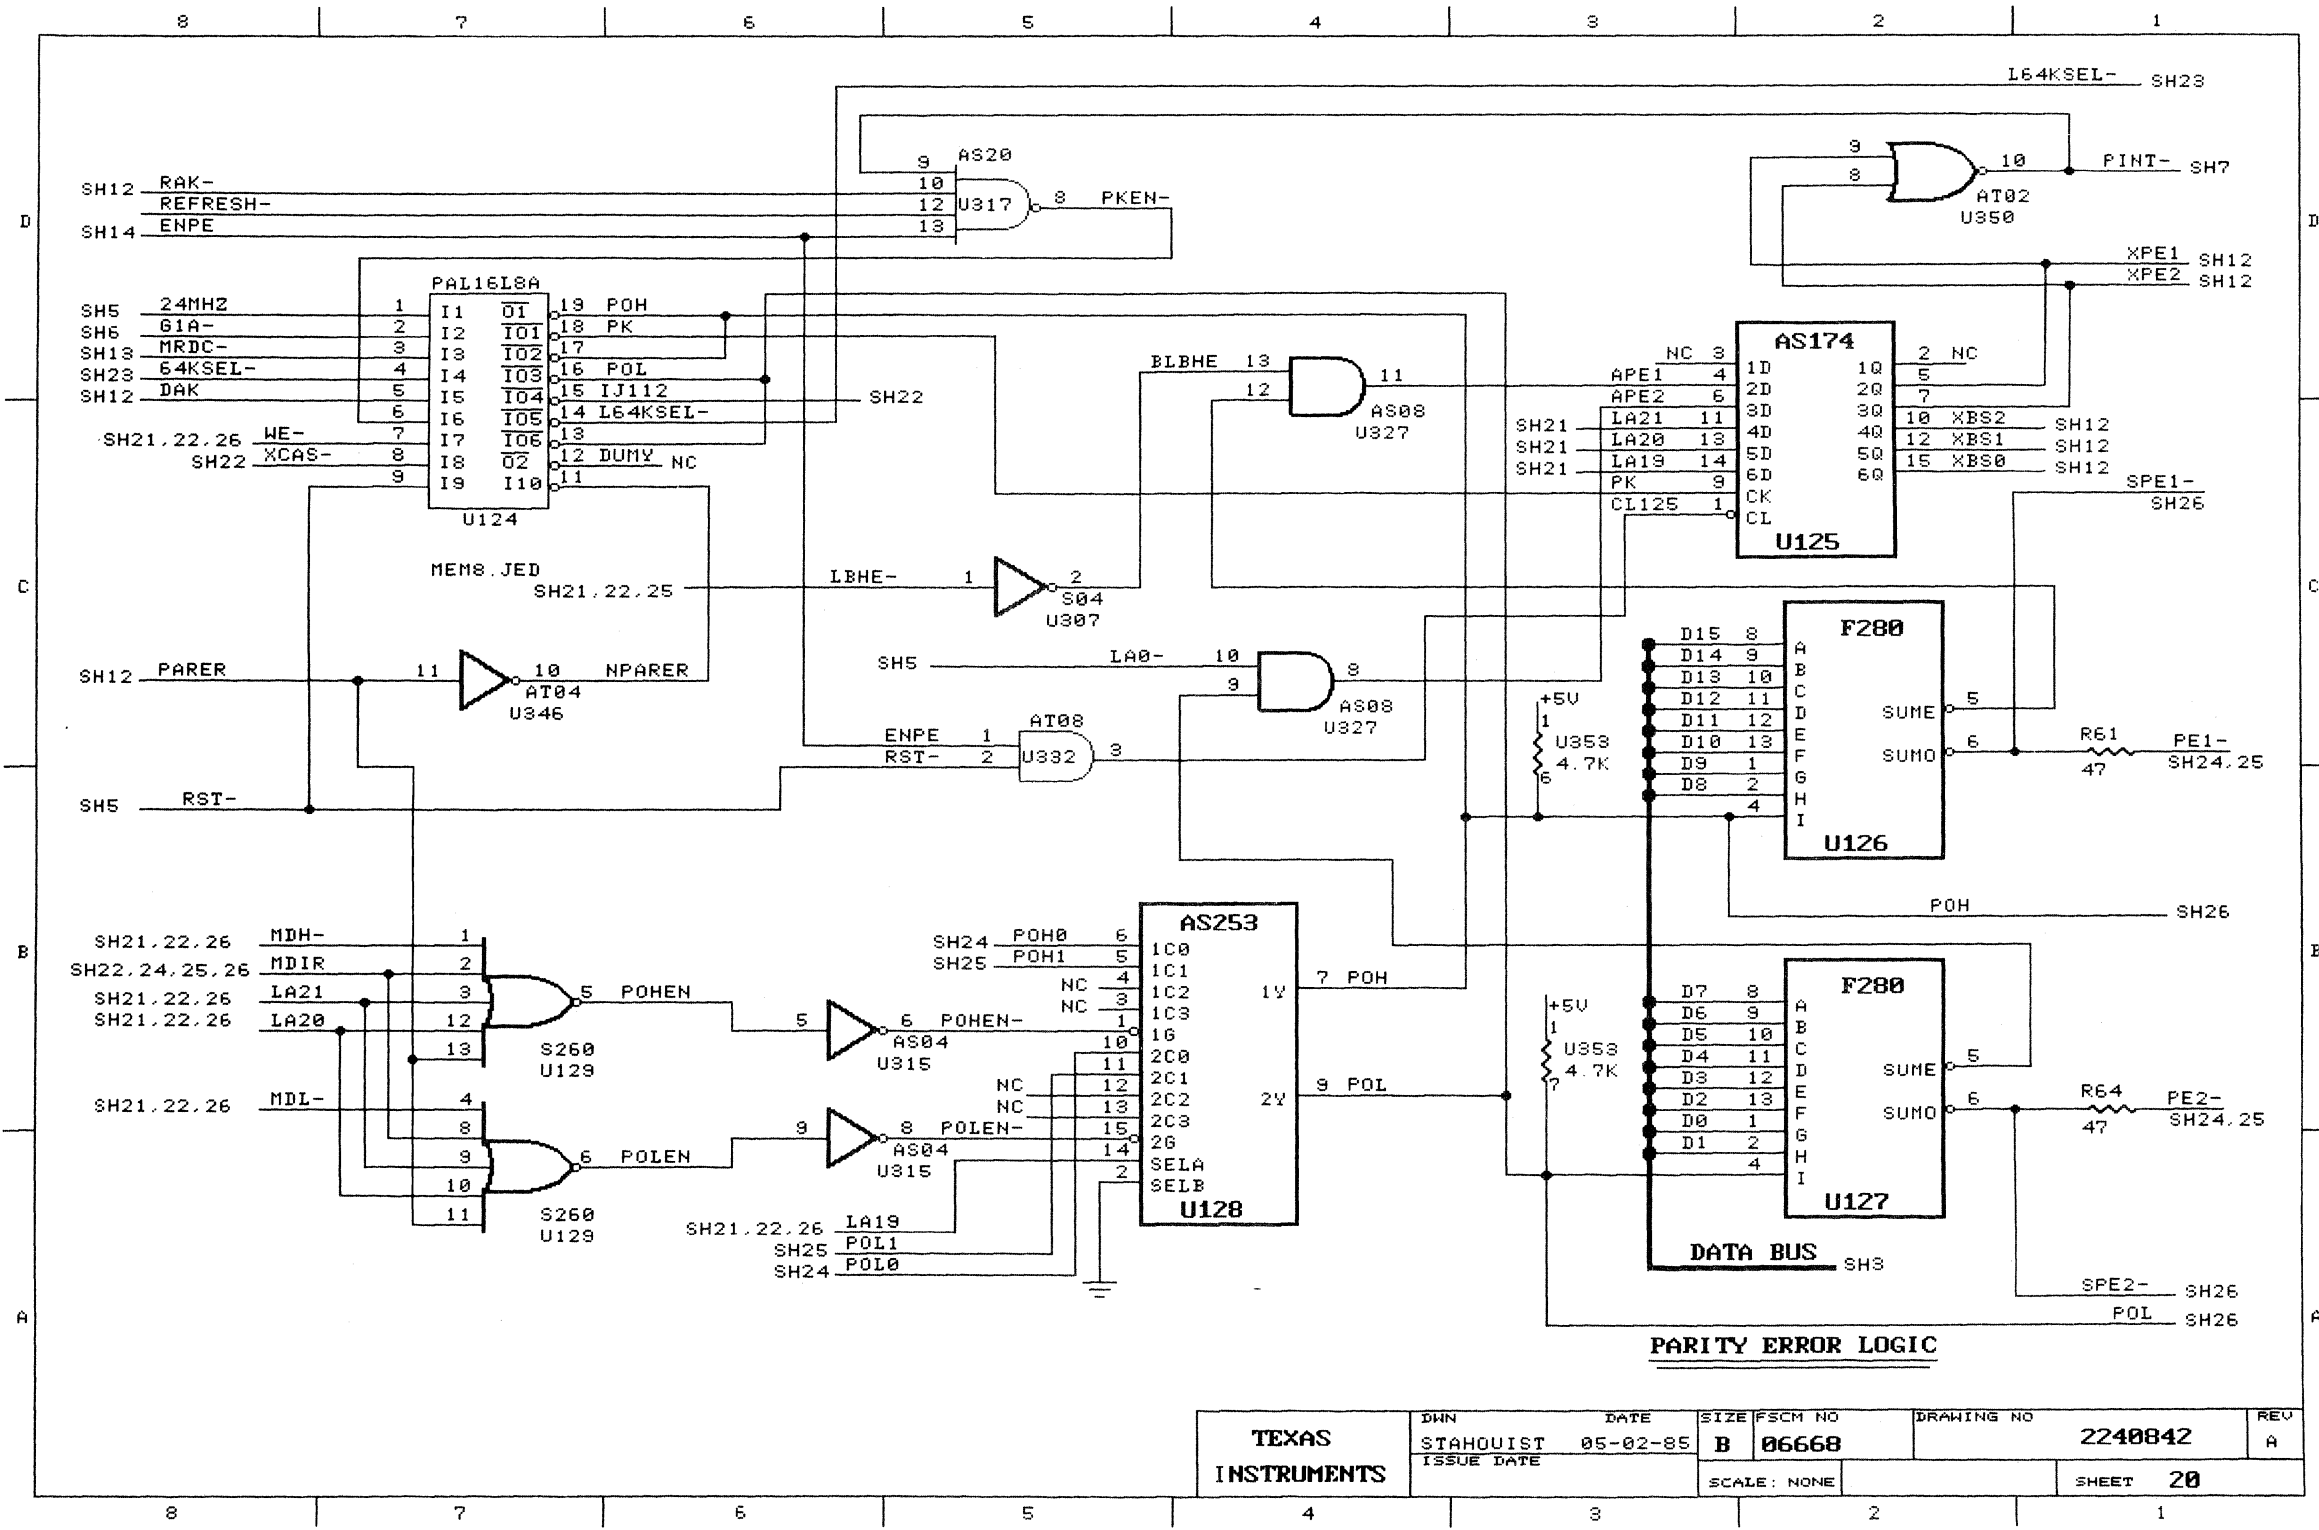 8 7 6 5 4 3 2 1
L64KSEL- SH23
9 AS20
SH12 RAK- 10
REFRESH- 12 U317 8 PKEN-
SH14 ENPE 13
9 10 PINT- SH7
8 AT02
U350
XPE1 SH12
XPE2 SH12
D D
PAL16L8A
SH5 24MHZ 1 I1 O1 19 POH
SH6 G1A- 2 I2 IO1 18 PK
SH13 MRDC- 3 I3 IO2 17
SH23 64KSEL- 4 I4 IO3 16 POL
SH12 DAK 5 I5 IO4 15 IJ112 SH22
6 I6 IO5 14 L64KSEL-
SH21,22,26 WE- 7 I7 IO6 13
SH22 XCAS- 8 I8 O2 12 DUMY NC
9 I9 I10 11
U124
MEM8.JED
BLBHE 13 11
12 AS08
U327
AS174
NC 3 1D 1Q 2 NC
APE1 4 2D 2Q 5
APE2 6 3D 3Q 7
SH21 LA21 11 4D 4Q 10 XBS2 SH12
SH21 LA20 13 5D 5Q 12 XBS1 SH12
SH21 LA19 14 6D 6Q 15 XBS0 SH12
PK 9 CK
CL125 1 CL
U125
SPE1-
SH26
C C
SH21,22,25 LBHE- 1 2
S04
U307
SH12 PARER 11 10 NPARER
AT04
U346
SH5 LA0- 10 8
9 AS08
U327
AT08
ENPE 1 3
RST- 2 U332
SH5 RST-
+5V
1
U353
4.7K
6
F280
D15 8 A
D14 9 B
D13 10 C
D12 11 D SUME 5
D11 12 E
D10 13 F SUMO 6 R61 PE1-
D9 1 G 47 SH24,25
D8 2 H
4 I
U126
POH SH26
B B
SH21,22,26 MDH- 1
SH22,24,25,26 MDIR 2
SH21,22,26 LA21 3 5 POHEN
SH21,22,26 LA20 12
13 S260
U129
SH21,22,26 MDL- 4
8
9 6 POLEN
10
11 S260
U129
5 6 POHEN-
AS04
U315
9 8 POLEN-
AS04
U315
AS253
SH24 POH0 6 1C0
SH25 POH1 5 1C1
NC 4 1C2 1Y 7 POH
NC 3 1C3
1 1G
10 2C0
11 2C1
NC 12 2C2 2Y 9 POL
NC 13 2C3
15 2G
14 SELA
2 SELB
U128
SH21,22,26 LA19
SH25 POL1
SH24 POL0
+5V
1
U353
4.7K
7
F280
D7 8 A
D6 9 B
D5 10 C
D4 11 D SUME 5
D3 12 E
D2 13 F SUMO 6 R64 PE2-
D0 1 G 47 SH24,25
D1 2 H
4 I
U127
DATA BUS SH3
SPE2- SH26
POL SH26
A A
PARITY ERROR LOGIC
TEXAS
INSTRUMENTS
DWN DATE
STAHOUIST 05-02-85
ISSUE DATE
SIZE FSCM NO DRAWING NO REV
B 06668 2240842 A
SCALE: NONE SHEET 20
8 7 6 5 4 3 2 1